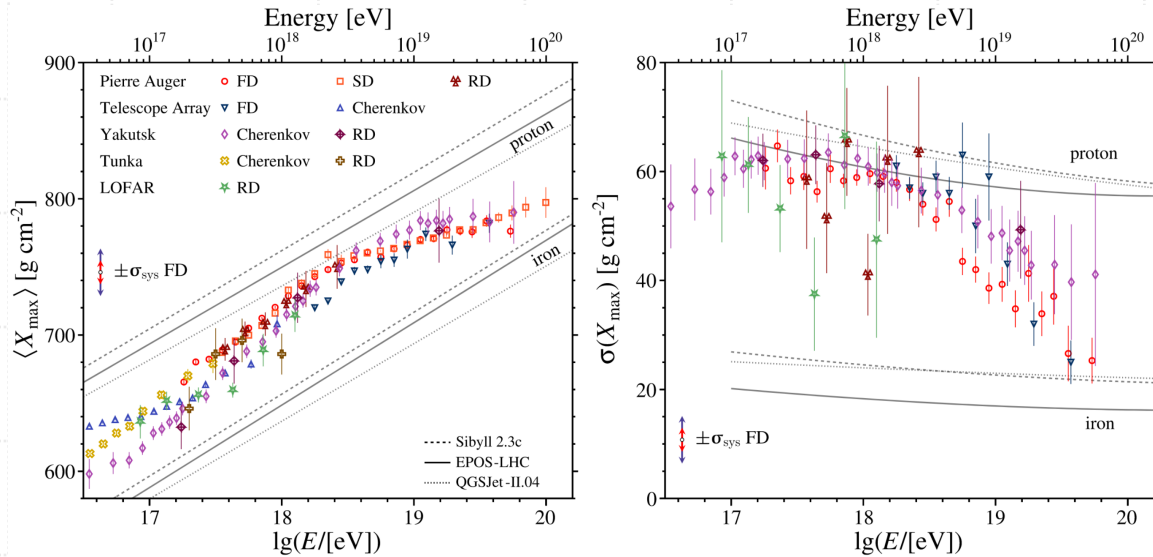 Energy [eV]
10^17 10^18 10^19 10^20
900
800
700
600
⟨X_max⟩ [g cm^−2]
Pierre Auger FD SD RD
Telescope Array FD Cherenkov
Yakutsk Cherenkov RD
Tunka Cherenkov RD
LOFAR RD
proton
iron
±σ_sys FD
Sibyll 2.3c
EPOS-LHC
QGSJet-II.04
17 18 19 20
lg(E/[eV])
Energy [eV]
10^17 10^18 10^19 10^20
80
60
40
20
0
σ(X_max) [g cm^−2]
proton
iron
±σ_sys FD
17 18 19 20
lg(E/[eV])